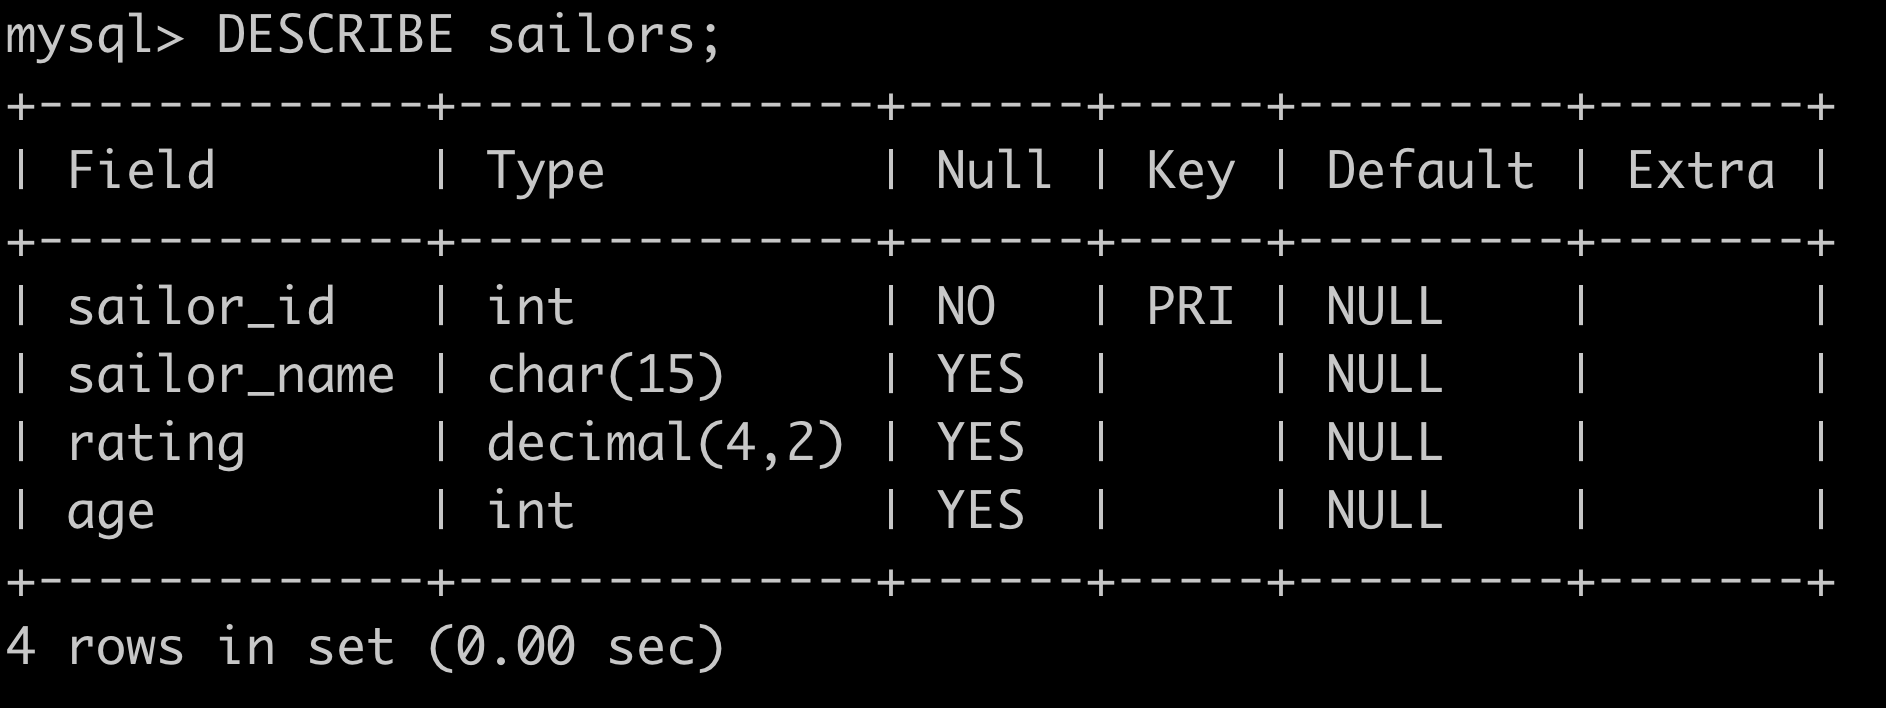 mysql> DESCRIBE sailors;
+-------------+--------------+------+-----+---------+-------+
| Field       | Type         | Null | Key | Default | Extra |
+-------------+--------------+------+-----+---------+-------+
| sailor_id   | int          | NO   | PRI | NULL    |       |
| sailor_name | char(15)     | YES  |     | NULL    |       |
| rating      | decimal(4,2) | YES  |     | NULL    |       |
| age         | int          | YES  |     | NULL    |       |
+-------------+--------------+------+-----+---------+-------+
4 rows in set (0.00 sec)